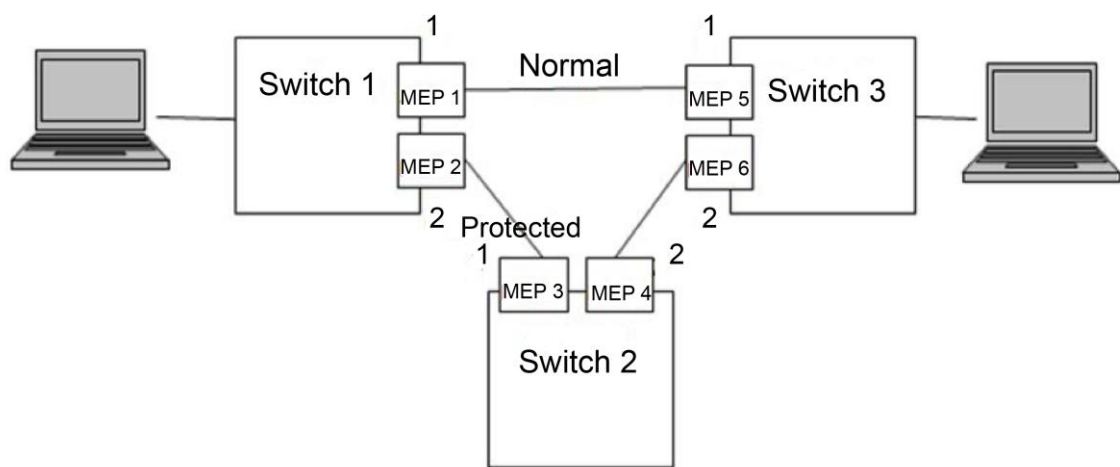 1
1
Normal
Switch 1
Switch 3
MEP 1
MEP 5
MEP 2
MEP 6
2
2
Protected
1
2
MEP 3
MEP 4
Switch 2